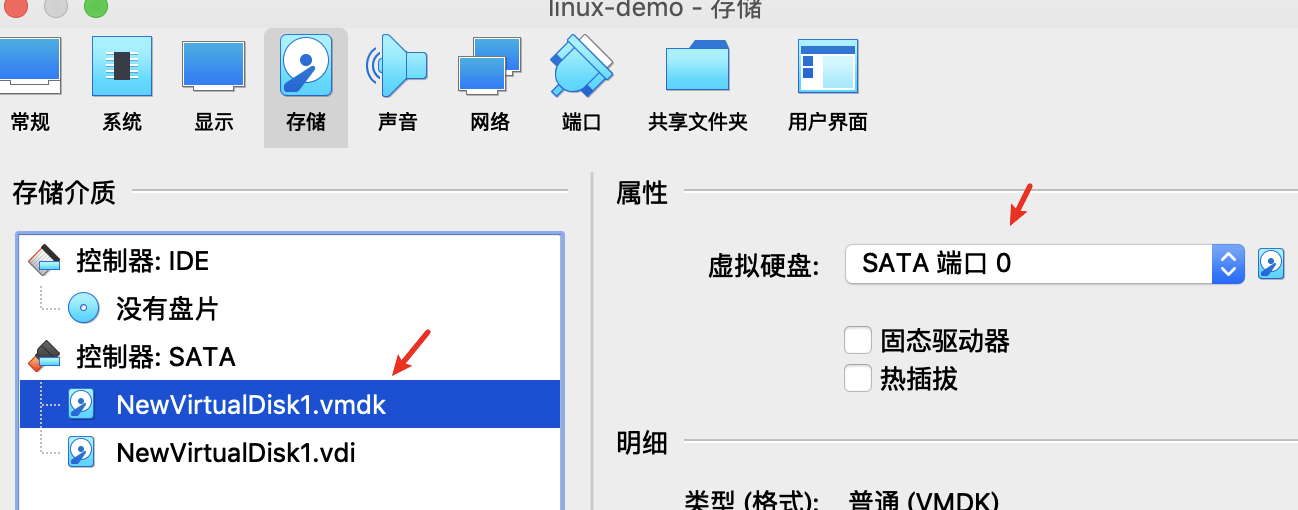 linux-demo - 存储
常规 系统 显示 存储 声音 网络 端口 共享文件夹 用户界面
存储介质
控制器: IDE
没有盘片
控制器: SATA
NewVirtualDisk1.vmdk
NewVirtualDisk1.vdi
属性
虚拟硬盘: SATA 端口 0
固态驱动器
热插拔
明细
类型 (格式): 普通 (VMDK)